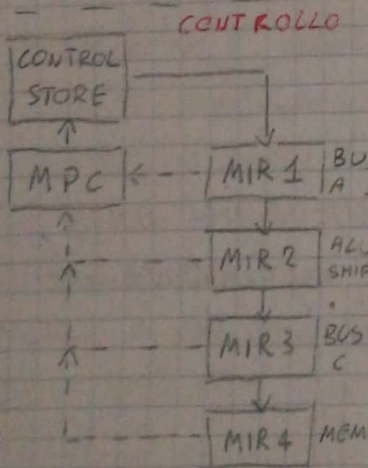 CONTROLLO
CONTROL
STORE
MPC
MIR 1
BU
A
MIR 2
ALU
SHIF
MIR 3
BUS
C
MIR 4
MEM